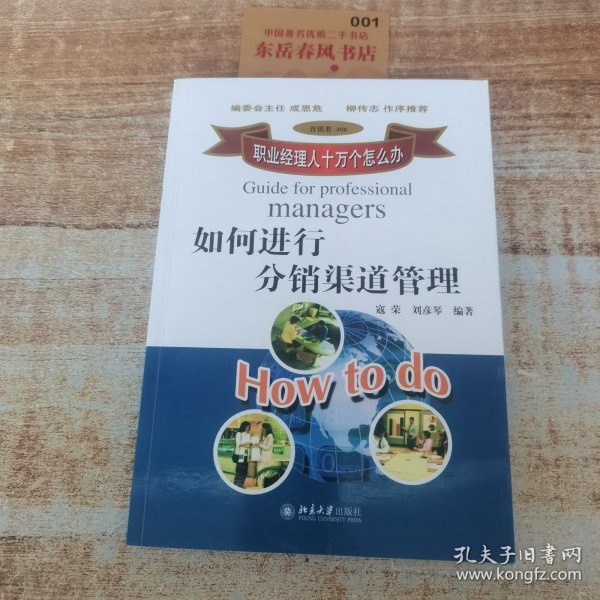 001
中国著名优质二手书店
东岳春风书店
编委会主任 成思危 柳传志 作序推荐
营销类 406
职业经理人十万个怎么办
Guide for professional
managers
如何进行
分销渠道管理
寇荣 刘彦琴 编著
How to do
OPER
北京大学出版社
PEKING UNIVERSITY PRESS
孔夫子旧书网
www.kongfz.com